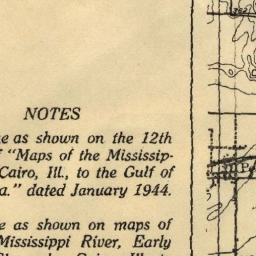 NOTES
e as shown on the 12th
"Maps of the Mississip-
Cairo, Ill., to the Gulf of
a." dated January 1944.
e as shown on maps of
Mississippi River, Early